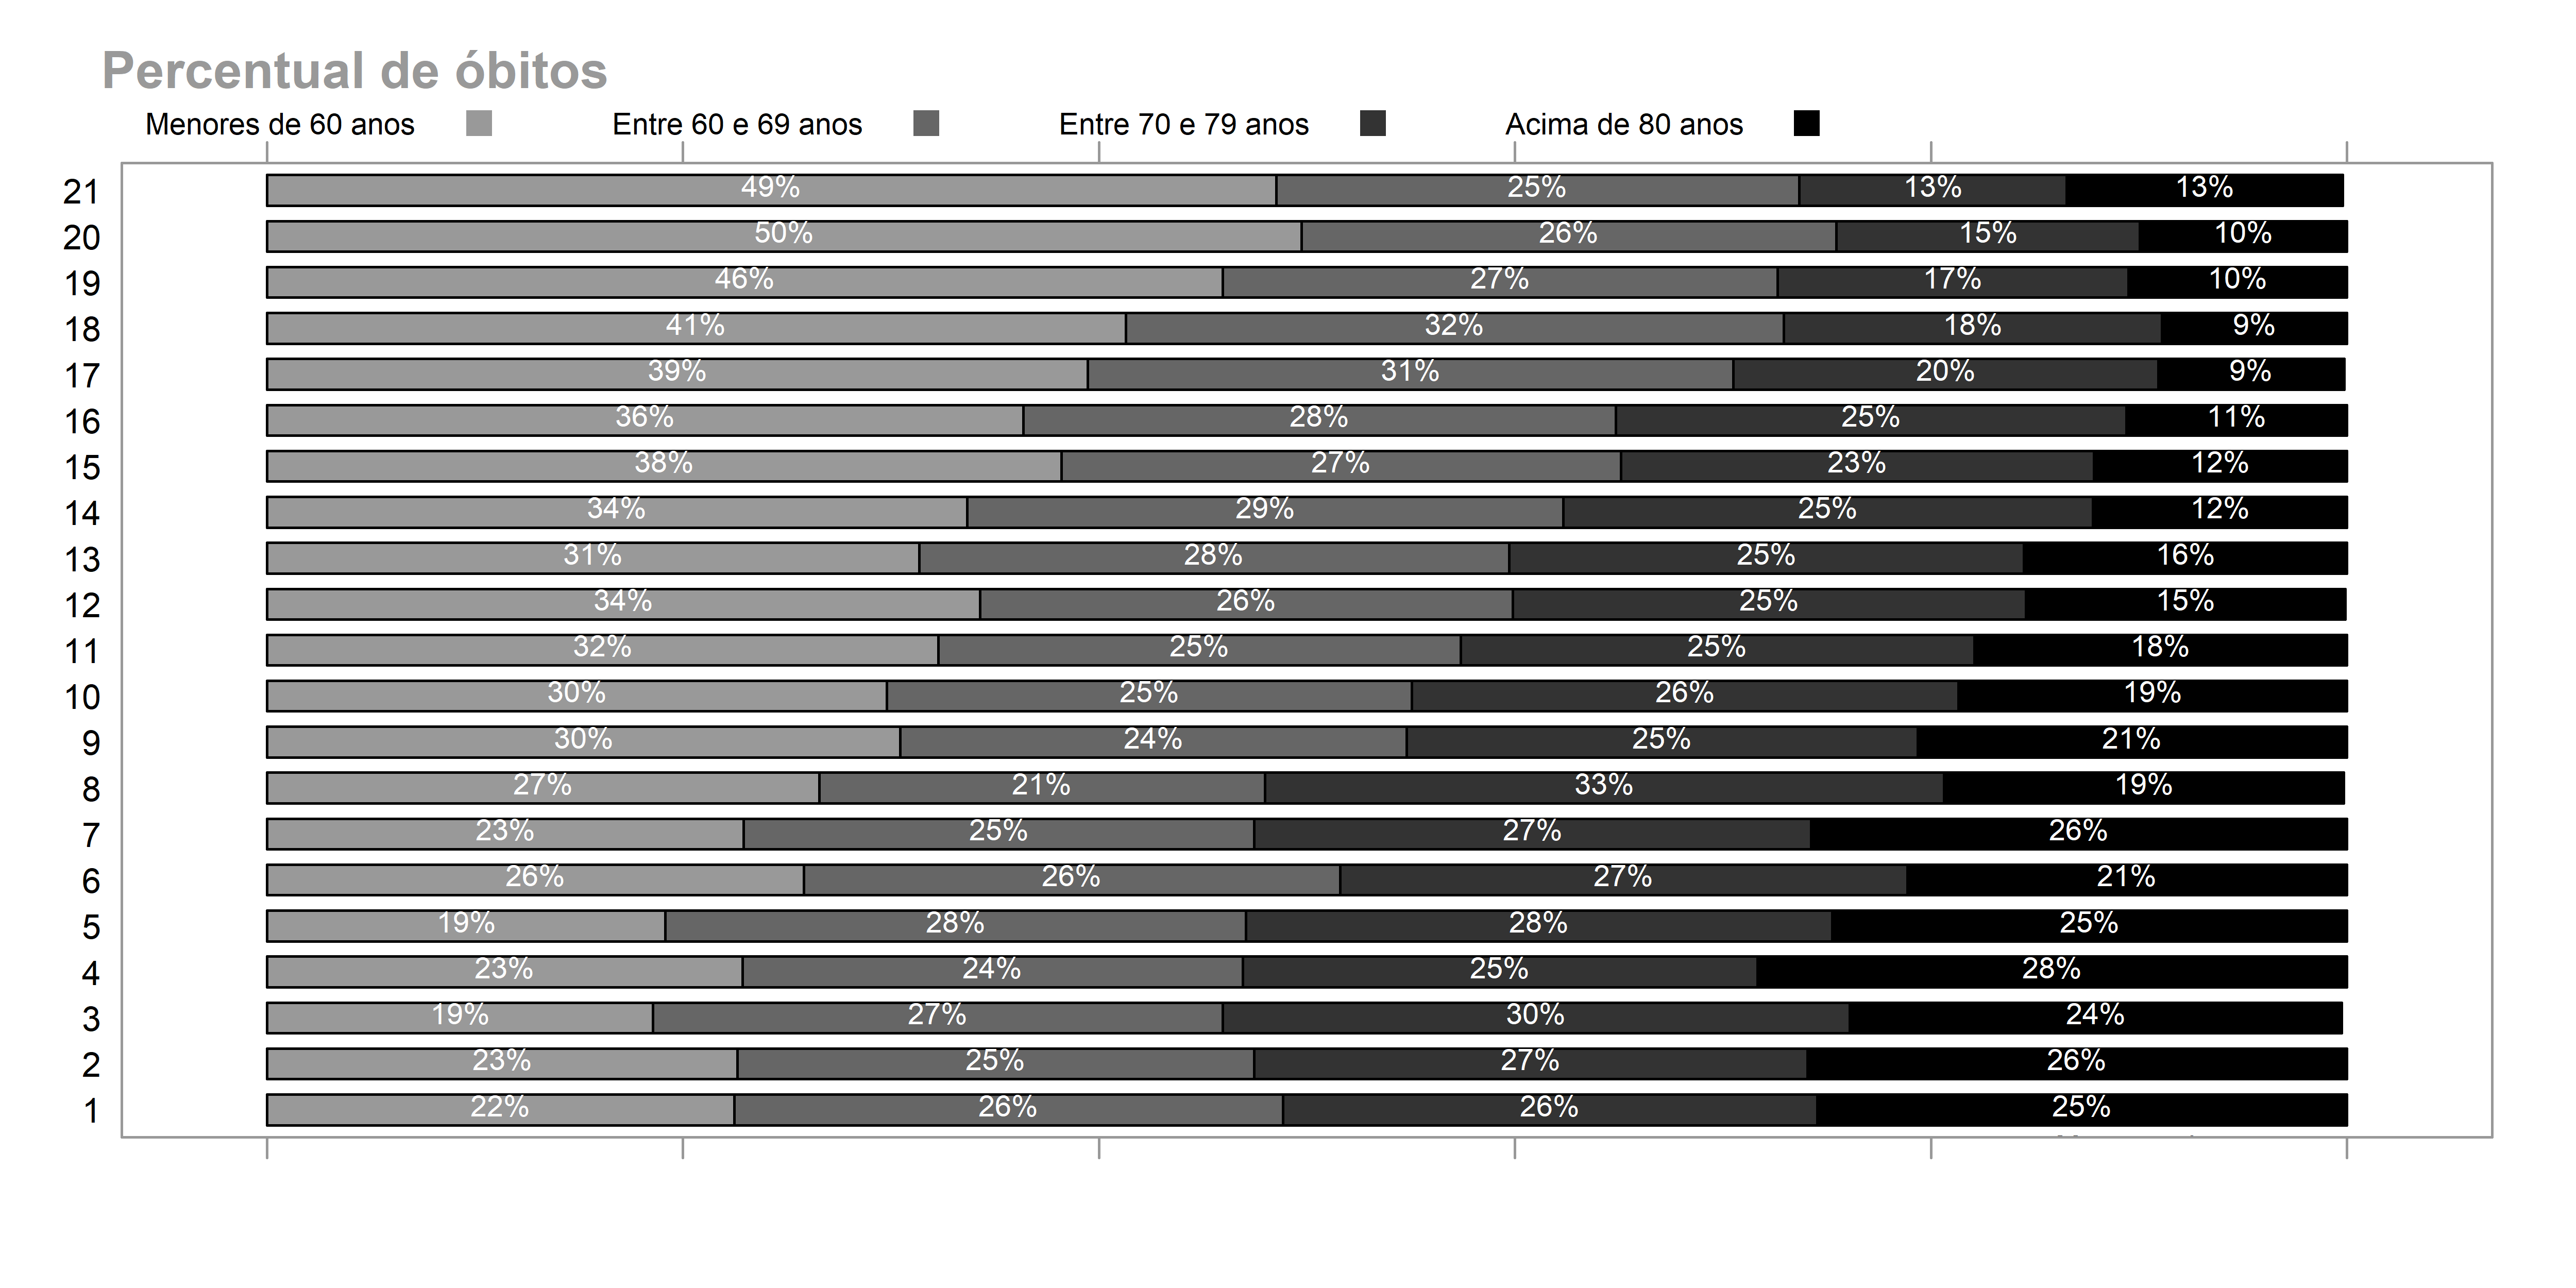 Percentual de óbitos
Menores de 60 anos Entre 60 e 69 anos Entre 70 e 79 anos Acima de 80 anos
21 49% 25% 13% 13%
20 50% 26% 15% 10%
19 46% 27% 17% 10%
18 41% 32% 18% 9%
17 39% 31% 20% 9%
16 36% 28% 25% 11%
15 38% 27% 23% 12%
14 34% 29% 25% 12%
13 31% 28% 25% 16%
12 34% 26% 25% 15%
11 32% 25% 25% 18%
10 30% 25% 26% 19%
9 30% 24% 25% 21%
8 27% 21% 33% 19%
7 23% 25% 27% 26%
6 26% 26% 27% 21%
5 19% 28% 28% 25%
4 23% 24% 25% 28%
3 19% 27% 30% 24%
2 23% 25% 27% 26%
1 22% 26% 26% 25%